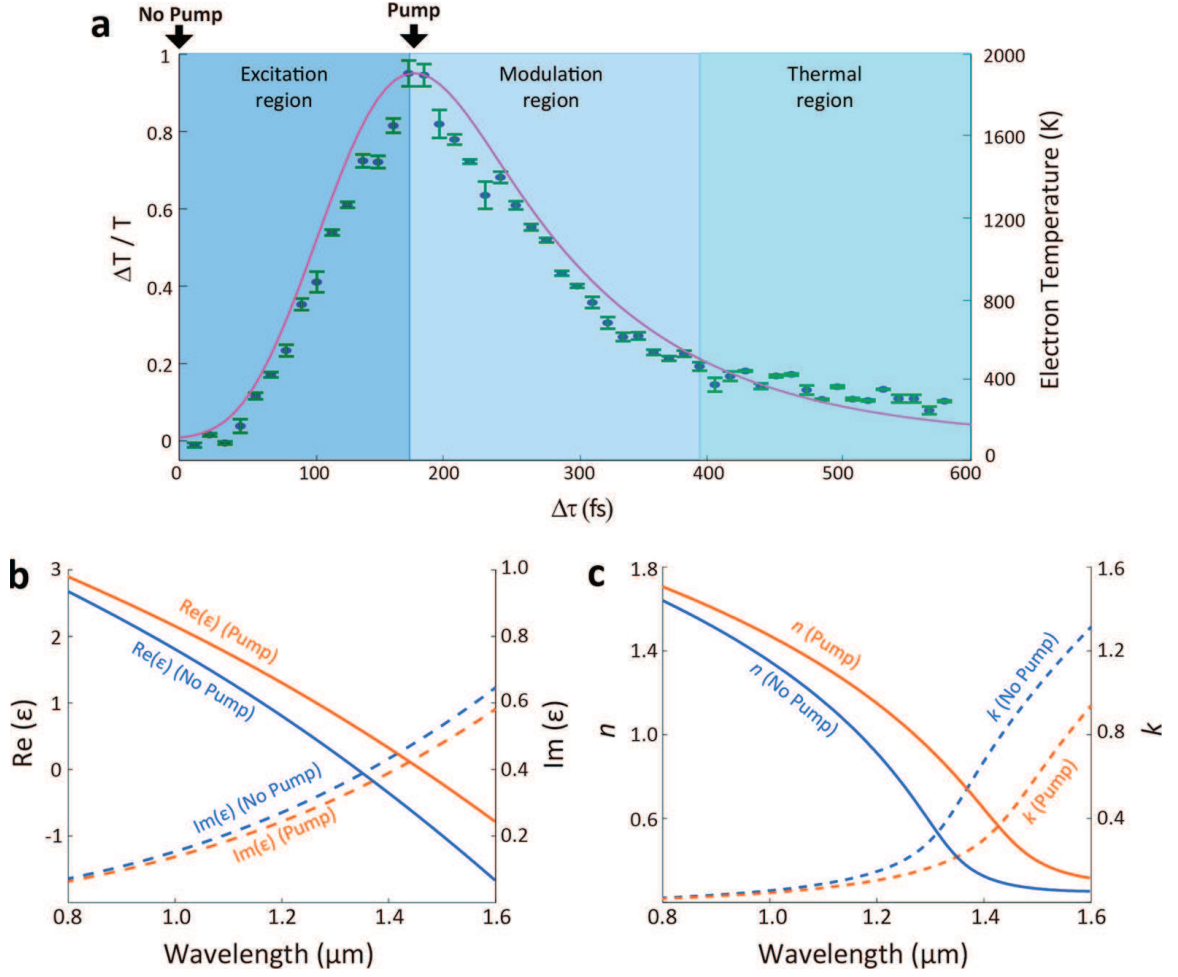 No Pump
Pump
a
Excitation
region
Modulation
region
Thermal
region
ΔT / T
1
0.8
0.6
0.4
0.2
0
2000
1600
1200
800
400
0
Electron Temperature (K)
0
100
200
300
400
500
600
Δτ (fs)
b
Re (ε)
3
2
1
0
-1
1.0
0.8
0.6
0.4
0.2
Im (ε)
Re(ε) (Pump)
Re(ε) (No Pump)
Im(ε) (No Pump)
Im(ε) (Pump)
0.8
1.0
1.2
1.4
1.6
Wavelength (μm)
c
n
1.8
1.4
1.0
0.6
1.6
1.2
0.8
0.4
k
n (Pump)
n (No Pump)
k (No Pump)
k (Pump)
0.8
1.0
1.2
1.4
1.6
Wavelength (μm)